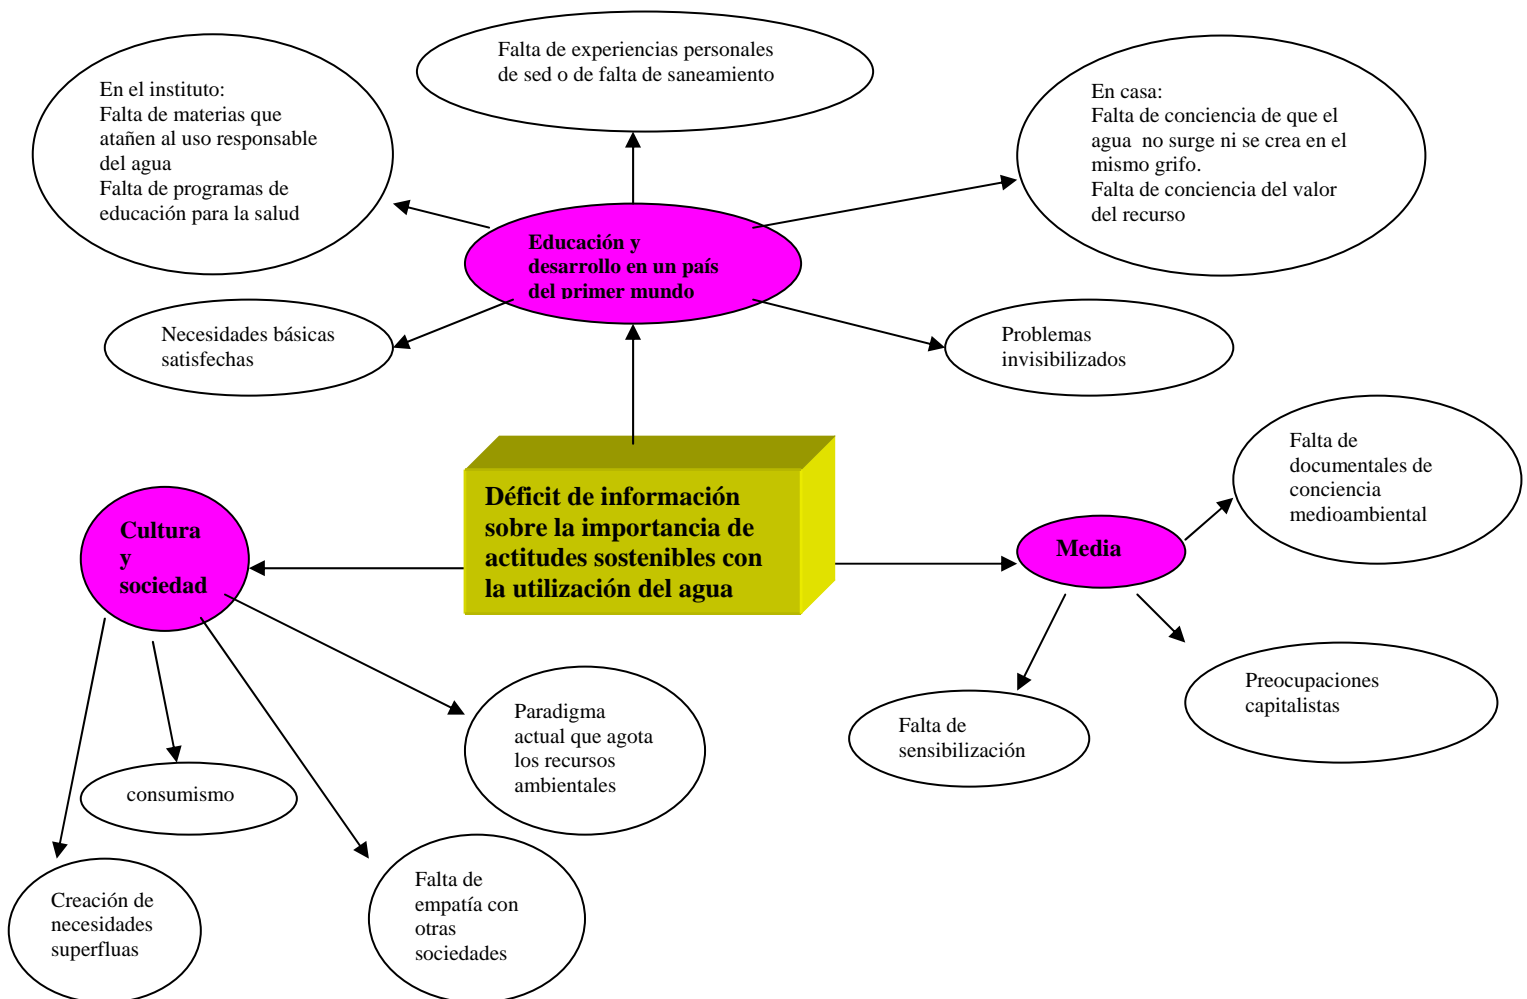 Falta de experiencias personales
de sed o de falta de saneamiento
En el instituto:
Falta de materias que
atañen al uso responsable
del agua
Falta de programas de
educación para la salud
En casa:
Falta de conciencia de que el
agua  no surge ni se crea en el
mismo grifo.
Falta de conciencia del valor
del recurso
Educación y
desarrollo en un país
del primer mundo
Necesidades básicas
satisfechas
Problemas
invisibilizados
Falta de
documentales de
conciencia
medioambiental
Déficit de información
sobre la importancia de
actitudes sostenibles con
la utilización del agua
Cultura
y
sociedad
Media
Preocupaciones
capitalistas
Falta de
sensibilización
Paradigma
actual que agota
los recursos
ambientales
consumismo
Falta de
empatía con
otras
sociedades
Creación de
necesidades
superfluas